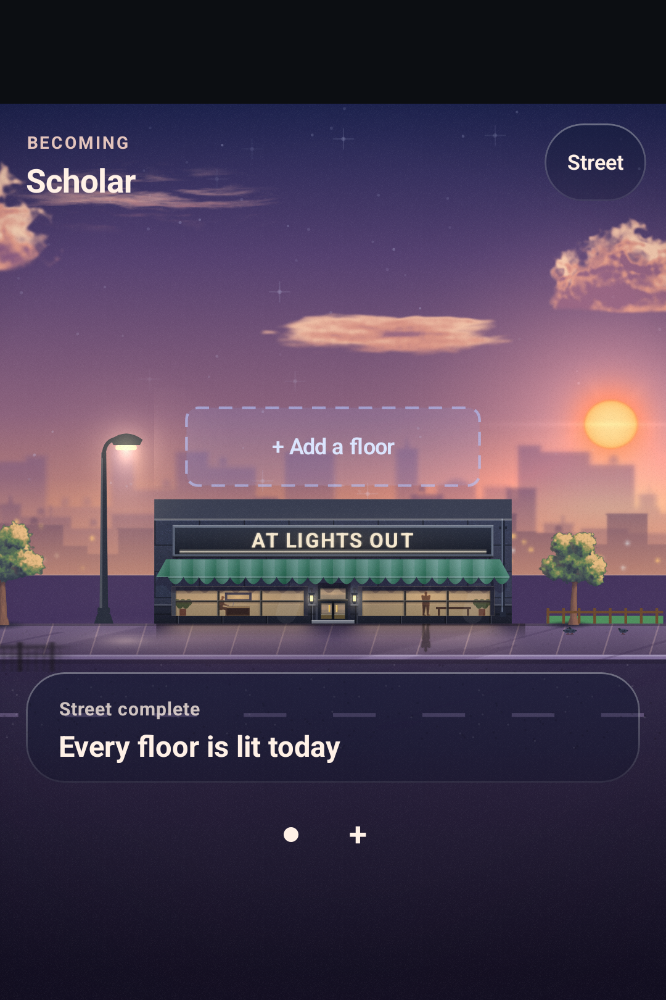 BECOMING
Scholar
Street
+ Add a floor
AT LIGHTS OUT
Street complete
Every floor is lit today
+